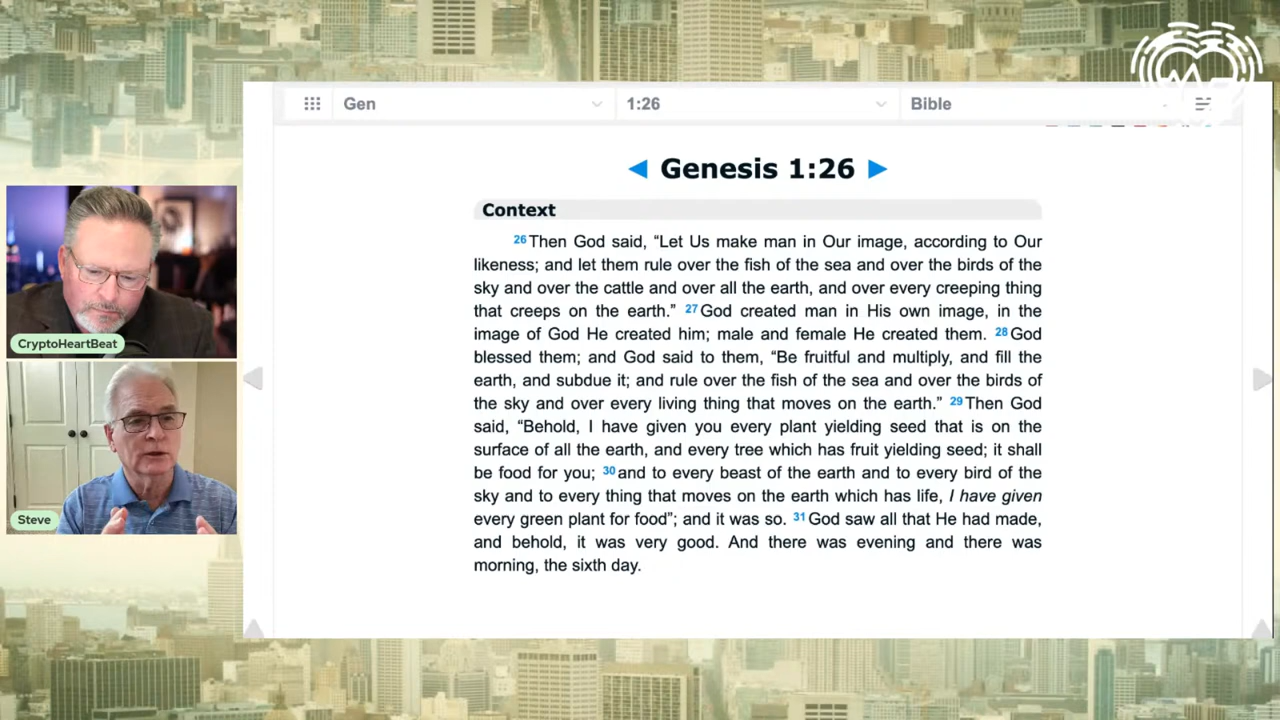 Gen
1:26
Bible
Genesis 1:26
Context
26 Then God said, “Let Us make man in Our image, according to Our
likeness; and let them rule over the fish of the sea and over the birds of the
sky and over the cattle and over all the earth, and over every creeping thing
that creeps on the earth.” 27 God created man in His own image, in the
image of God He created him; male and female He created them. 28 God
blessed them; and God said to them, “Be fruitful and multiply, and fill the
earth, and subdue it; and rule over the fish of the sea and over the birds of
the sky and over every living thing that moves on the earth.” 29 Then God
said, “Behold, I have given you every plant yielding seed that is on the
surface of all the earth, and every tree which has fruit yielding seed; it shall
be food for you; 30 and to every beast of the earth and to every bird of the
sky and to every thing that moves on the earth which has life, I have given
every green plant for food”; and it was so. 31 God saw all that He had made,
and behold, it was very good. And there was evening and there was
morning, the sixth day.
CryptoHeartBeat
Steve